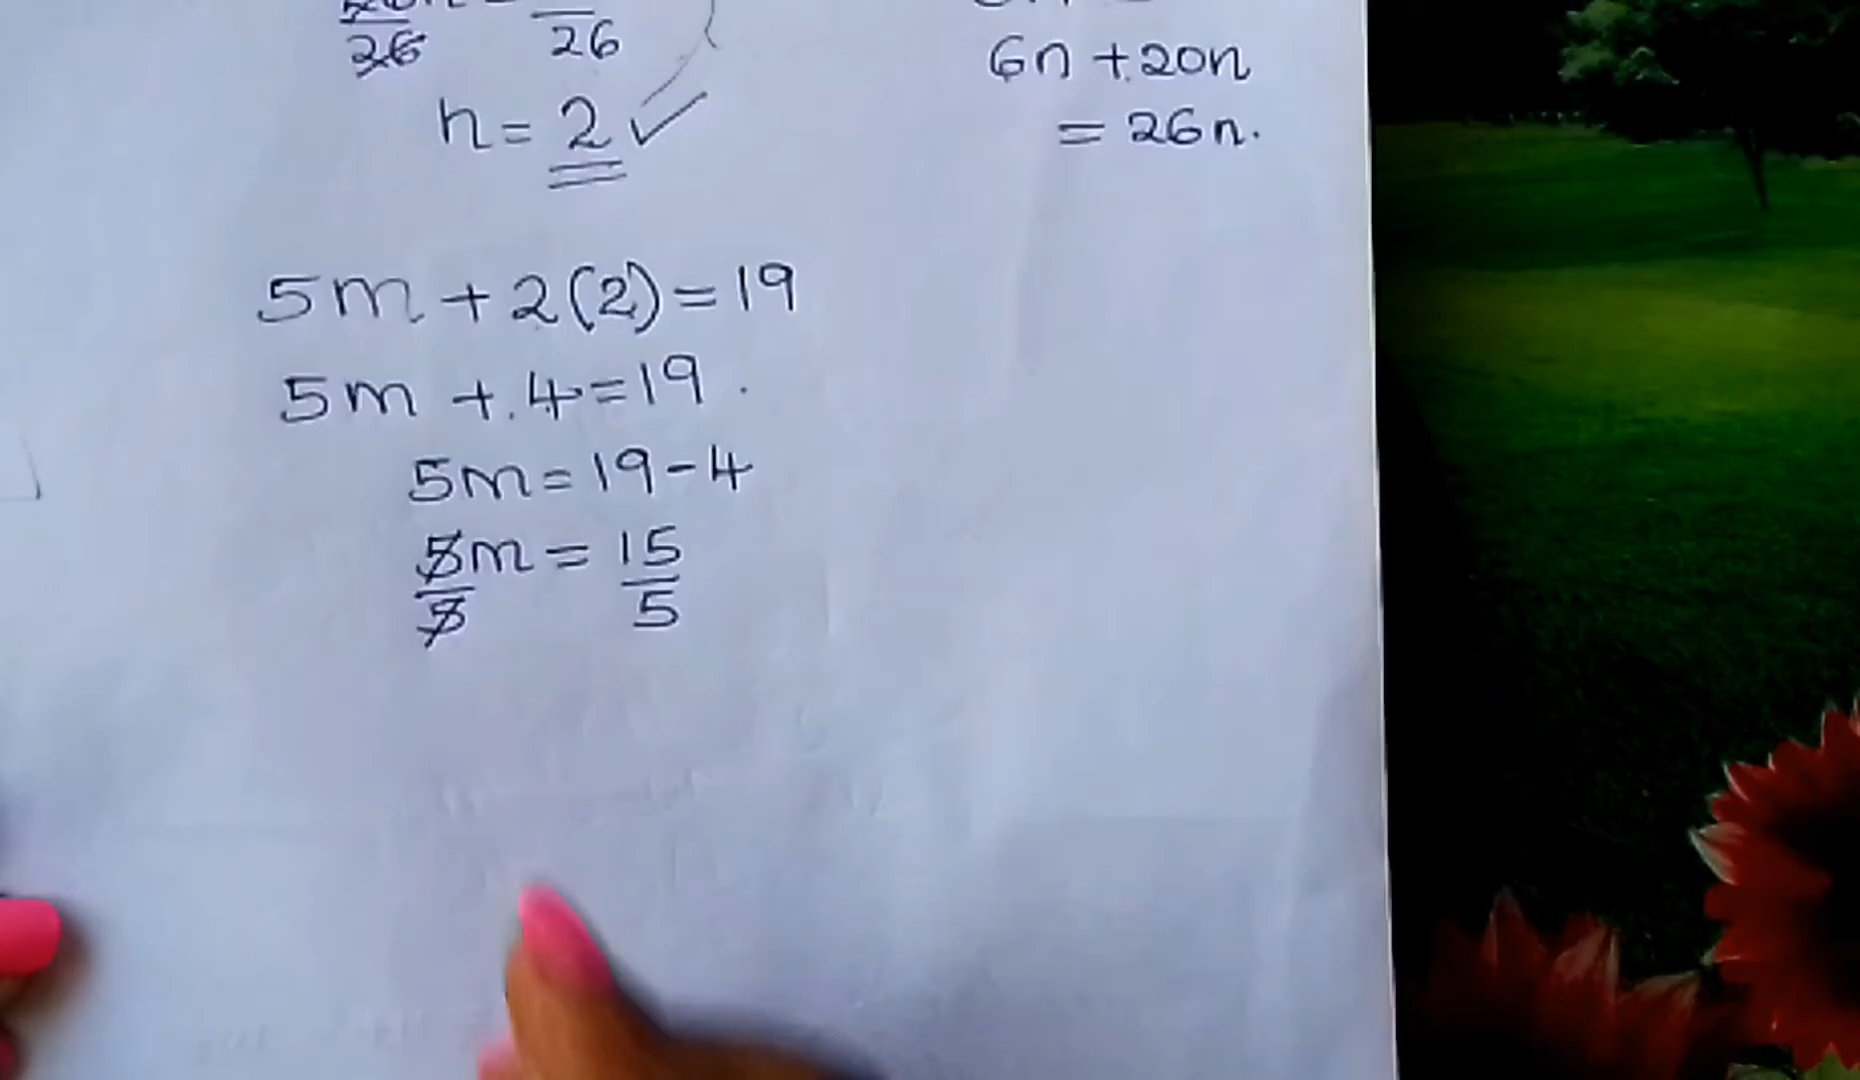 26 26
n = 2 ✓
6n + 20n
= 26n.
5m + 2(2) = 19
5m + 4 = 19.
5m = 19 - 4
5m = 15
5 5